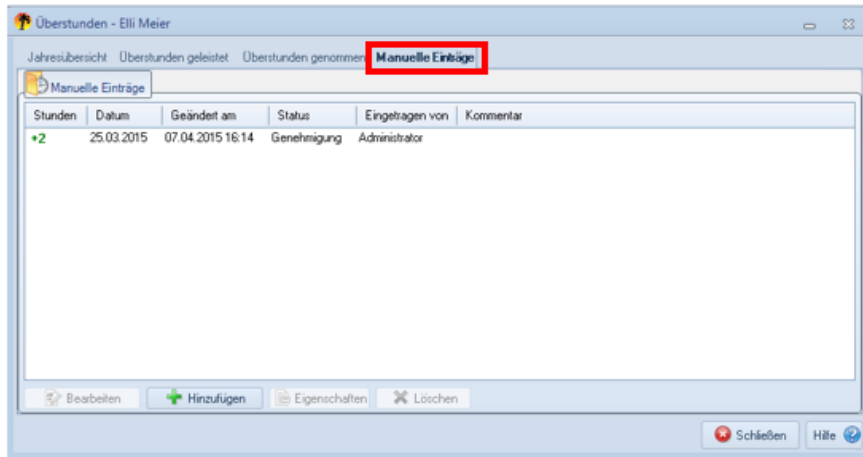 Überstunden - Elli Meier
Jahresübersicht Überstunden geleistet Überstunden genommen Manuelle Einträge
Manuelle Einträge
Stunden Datum Geändert am Status Eingetragen von Kommentar
+2 25.03.2015 07.04.2015 16:14 Genehmigung Administrator
Bearbeiten Hinzufügen Eigenschaften Löschen
Schließen Hilfe